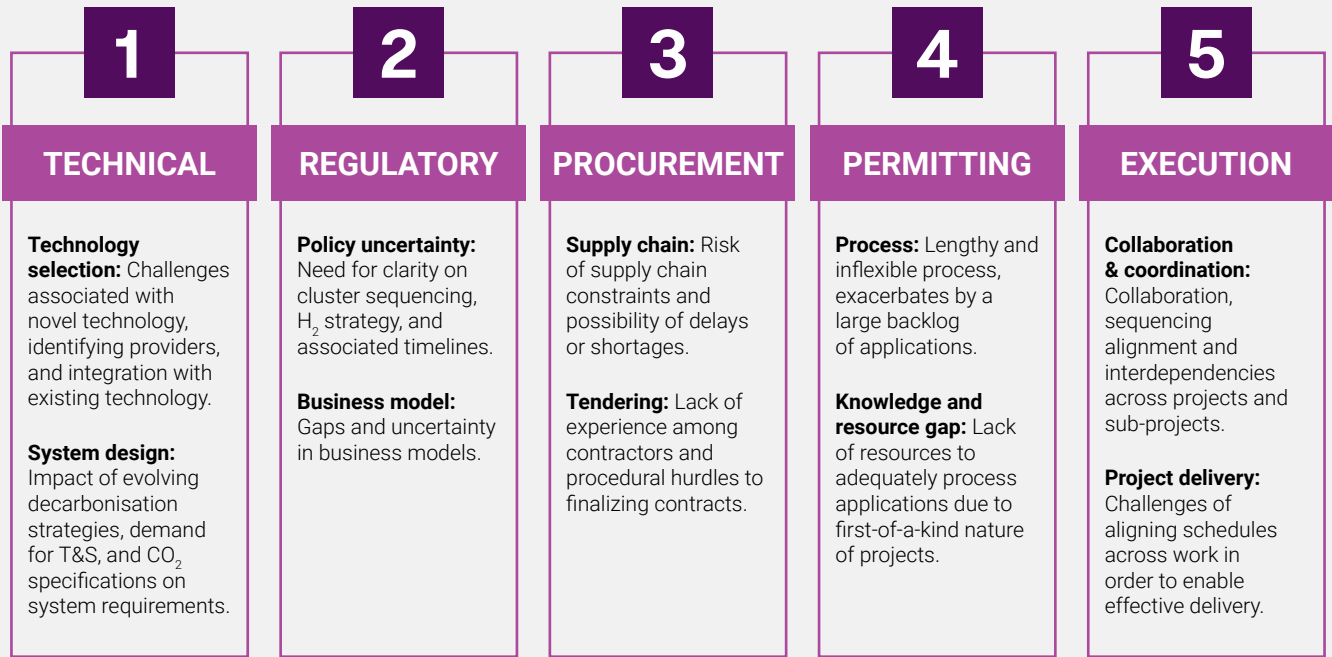 1
TECHNICAL
Technology
selection: Challenges
associated with
novel technology,
identifying providers,
and integration with
existing technology.
System design:
Impact of evolving
decarbonisation
strategies, demand
for T&S, and CO₂
specifications on
system requirements.
2
REGULATORY
Policy uncertainty:
Need for clarity on
cluster sequencing,
H₂ strategy, and
associated timelines.
Business model:
Gaps and uncertainty
in business models.
3
PROCUREMENT
Supply chain: Risk
of supply chain
constraints and
possibility of delays
or shortages.
Tendering: Lack of
experience among
contractors and
procedural hurdles to
finalizing contracts.
4
PERMITTING
Process: Lengthy and
inflexible process,
exacerbates by a
large backlog
of applications.
Knowledge and
resource gap: Lack
of resources to
adequately process
applications due to
first-of-a-kind nature
of projects.
5
EXECUTION
Collaboration
& coordination:
Collaboration,
sequencing
alignment and
interdependencies
across projects and
sub-projects.
Project delivery:
Challenges of
aligning schedules
across work in
order to enable
effective delivery.